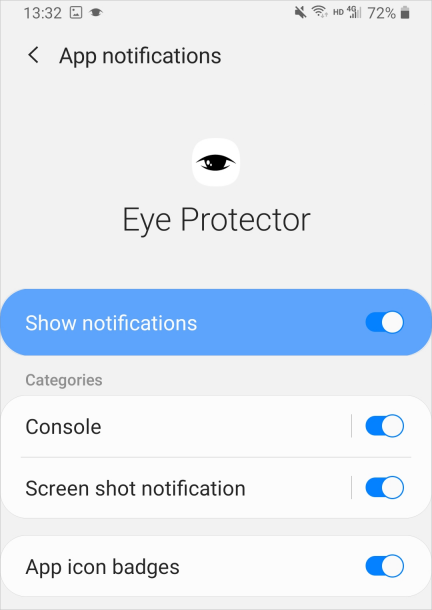 13:32 HD 4G 72%
App notifications
Eye Protector
Show notifications
Categories
Console
Screen shot notification
App icon badges